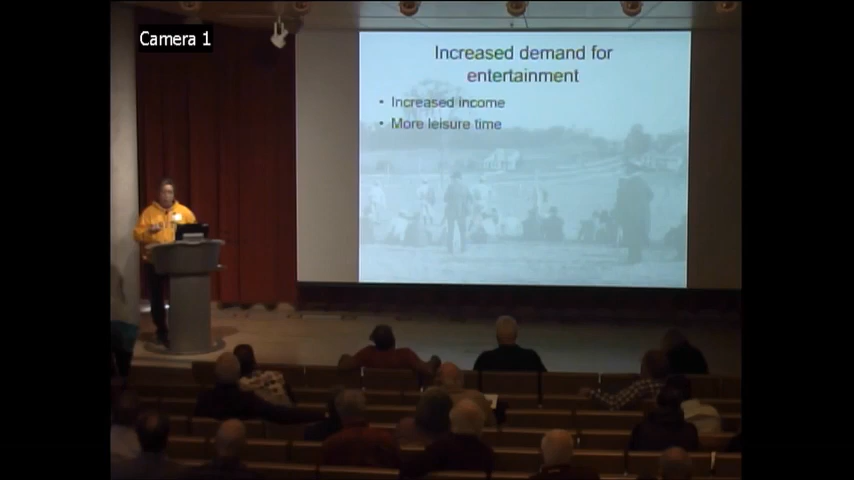 Camera 1
Increased demand for
entertainment
• Increased income
• More leisure time